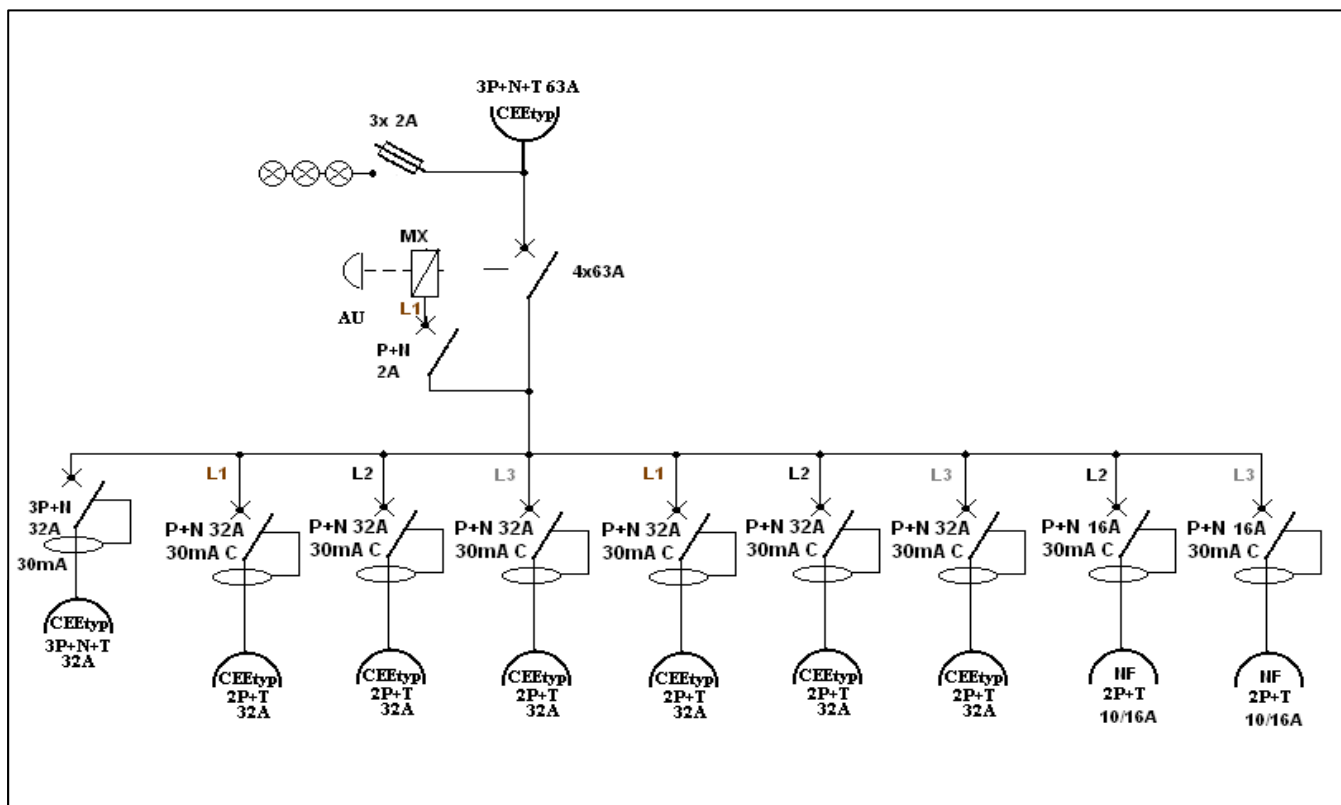 3P+N+T 63A
CEEtyp
3x 2A
MX
4x63A
L1
AU
P+N
2A
L1
L2
L3
L1
L2
L3
L2
L3
3P+N
32A
30mA
CEEtyp
3P+N+T
32A
P+N 32A
30mA C
CEEtyp
2P+T
32A
P+N 32A
30mA C
CEEtyp
2P+T
32A
P+N 32A
30mA C
CEEtyp
2P+T
32A
P+N 32A
30mA C
CEEtyp
2P+T
32A
P+N 32A
30mA C
CEEtyp
2P+T
32A
P+N 32A
30mA C
CEEtyp
2P+T
32A
P+N 16A
30mA C
NF
2P+T
10/16A
P+N 16A
30mA C
NF
2P+T
10/16A